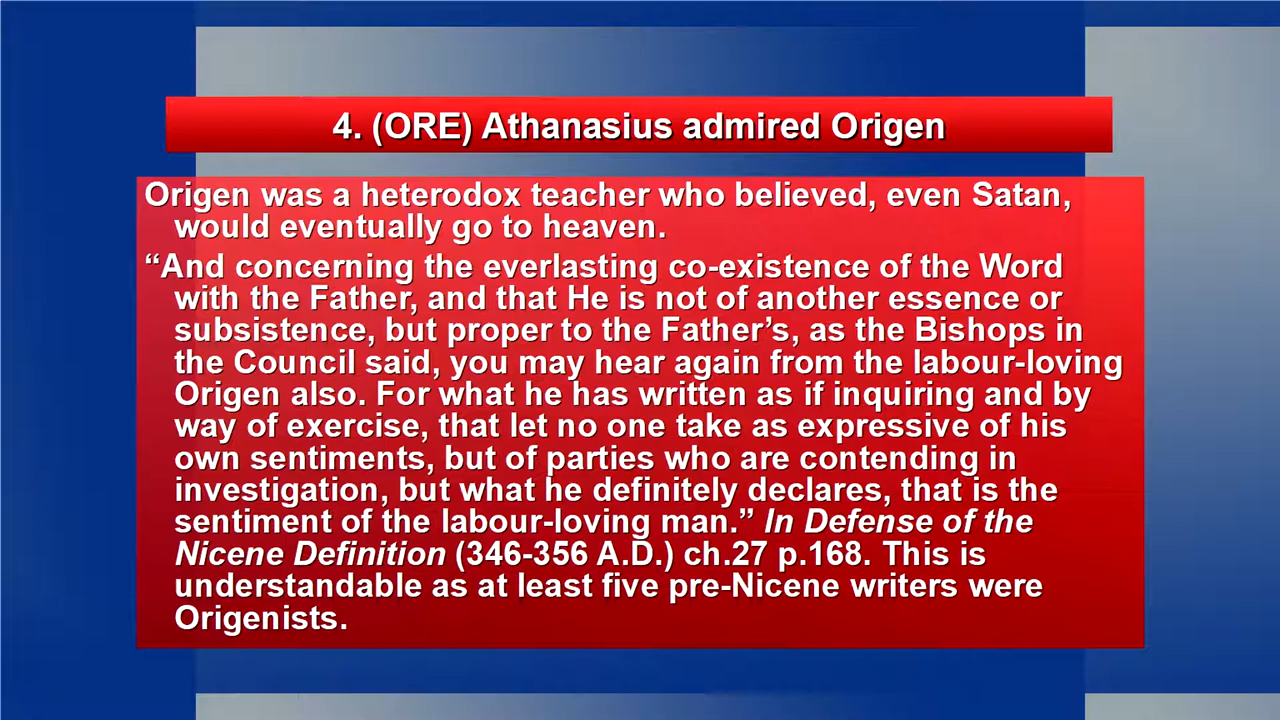 4. (ORE) Athanasius admired Origen
Origen was a heterodox teacher who believed, even Satan,
would eventually go to heaven.
“And concerning the everlasting co-existence of the Word
with the Father, and that He is not of another essence or
subsistence, but proper to the Father’s, as the Bishops in
the Council said, you may hear again from the labour-loving
Origen also. For what he has written as if inquiring and by
way of exercise, that let no one take as expressive of his
own sentiments, but of parties who are contending in
investigation, but what he definitely declares, that is the
sentiment of the labour-loving man.” In Defense of the
Nicene Definition (346-356 A.D.) ch.27 p.168. This is
understandable as at least five pre-Nicene writers were
Origenists.